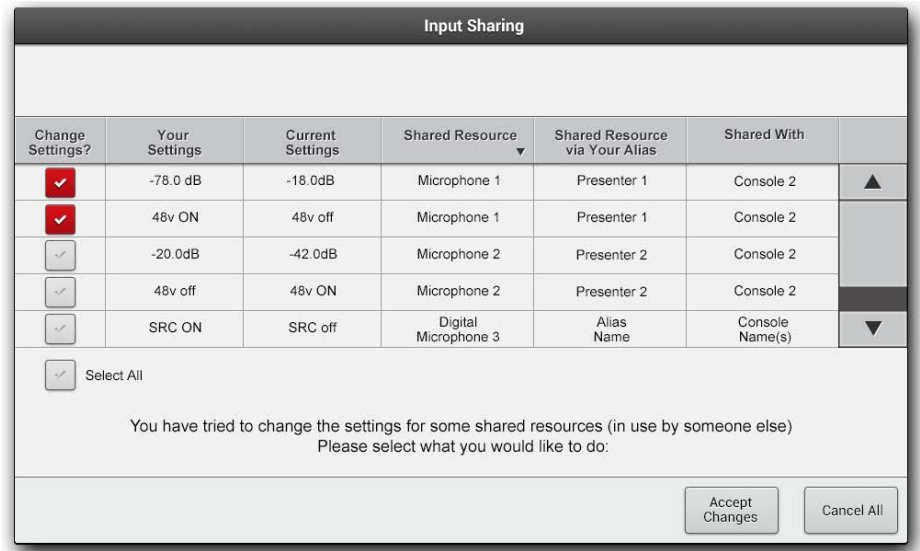 Input Sharing
Change Settings? Your Settings Current Settings Shared Resource Shared Resource via Your Alias Shared With
-78.0 dB -18.0dB Microphone 1 Presenter 1 Console 2
48v ON 48v off Microphone 1 Presenter 1 Console 2
-20.0dB -42.0dB Microphone 2 Presenter 2 Console 2
48v off 48v ON Microphone 2 Presenter 2 Console 2
SRC ON SRC off Digital Microphone 3 Alias Name Console Name(s)
Select All
You have tried to change the settings for some shared resources (in use by someone else)
Please select what you would like to do:
Accept Changes Cancel All